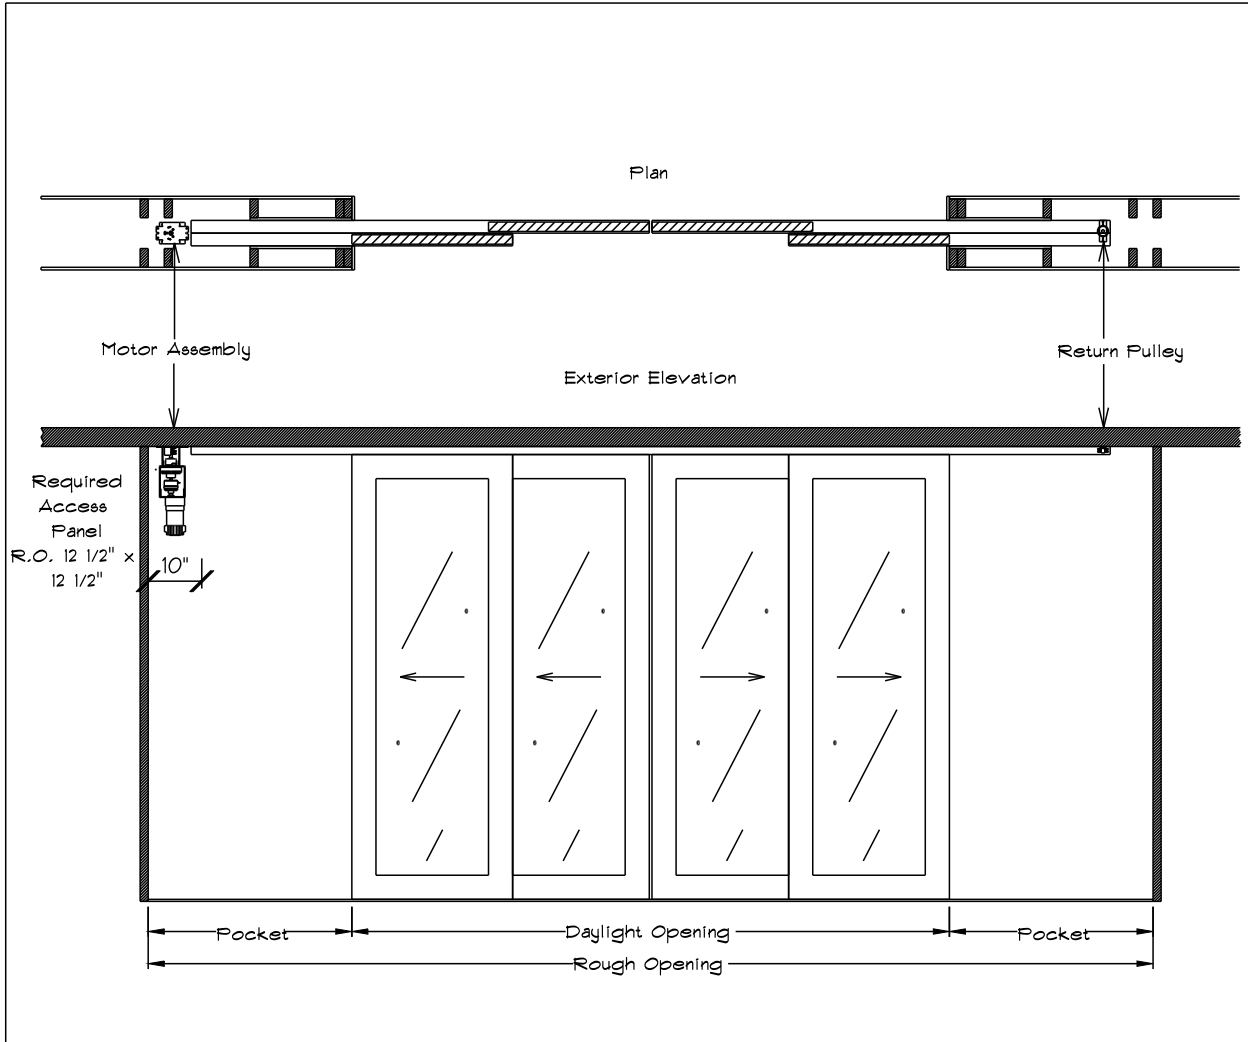 Plan
Motor Assembly
Return Pulley
Exterior Elevation
Required
Access
Panel
R.O. 12 1/2" x
12 1/2"
10"
Pocket
Daylight Opening
Pocket
Rough Opening